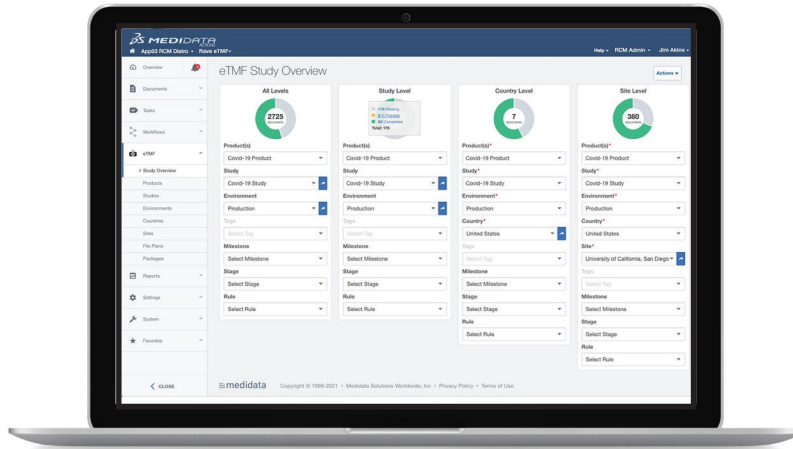 MEDIDATA
App03 RCM Distro
Rave eTMF
Help
RCM Admin
Jim Akins
Overview
Documents
Tasks
Workflows
eTMF
> Study Overview
Products
Studies
Environments
Countries
Sites
File Plans
Packages
Reports
Settings
System
Favorites
CLOSE
eTMF Study Overview
Actions
All Levels
2725
documents
Product(s)
Covid-19 Product
Study
Covid-19 Study
Environment
Production
Tags
Select Tag
Milestone
Select Milestone
Stage
Select Stage
Rule
Select Rule
Study Level
Missing
In Process
Completed
Product(s)
Covid-19 Product
Study
Covid-19 Study
Environment
Production
Tags
Select Tag
Milestone
Select Milestone
Stage
Select Stage
Rule
Select Rule
Country Level
7
documents
Product(s)*
Covid-19 Product
Study*
Covid-19 Study
Environment*
Production
Country*
United States
Tags
Select Tag
Milestone
Select Milestone
Stage
Select Stage
Rule
Select Rule
Site Level
380
documents
Product(s)*
Covid-19 Product
Study*
Covid-19 Study
Environment*
Production
Country*
United States
Site*
University of California, San Diego
Tags
Select Tag
Milestone
Select Milestone
Stage
Select Stage
Rule
Select Rule
medidata
Copyright © 1999-2021 • Medidata Solutions Worldwide, Inc • Privacy Policy • Terms of Use